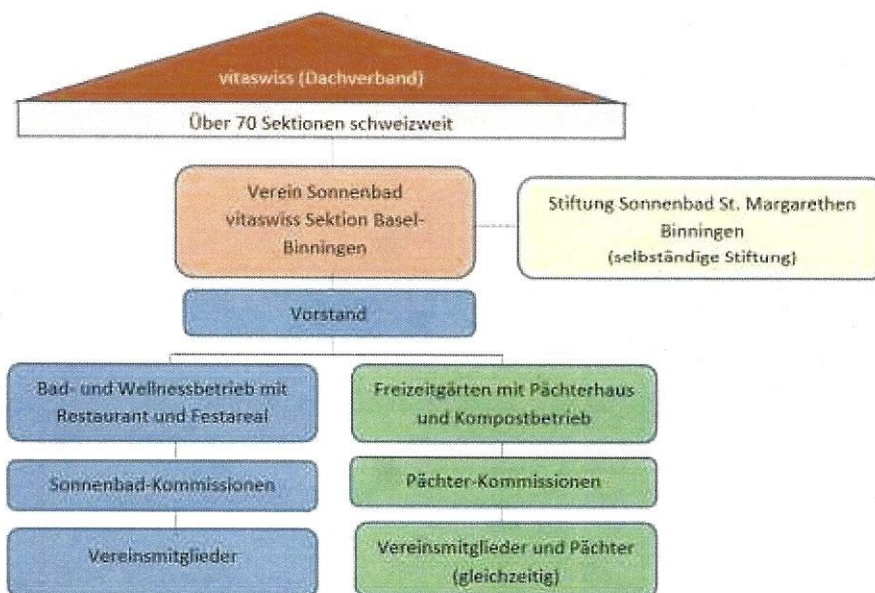 vitaswiss (Dachverband)
Über 70 Sektionen schweizweit
Verein Sonnenbad
vitaswiss Sektion Basel-
Binningen
Stiftung Sonnenbad St. Margarethen
Binningen
(selbständige Stiftung)
Vorstand
Bad- und Wellnessbetrieb mit
Restaurant und Festareal
Freizeitgärten mit Pächterhaus
und Kompostbetrieb
Sonnenbad-Kommissionen
Pächter-Kommissionen
Vereinsmitglieder
Vereinsmitglieder und Pächter
(gleichzeitig)